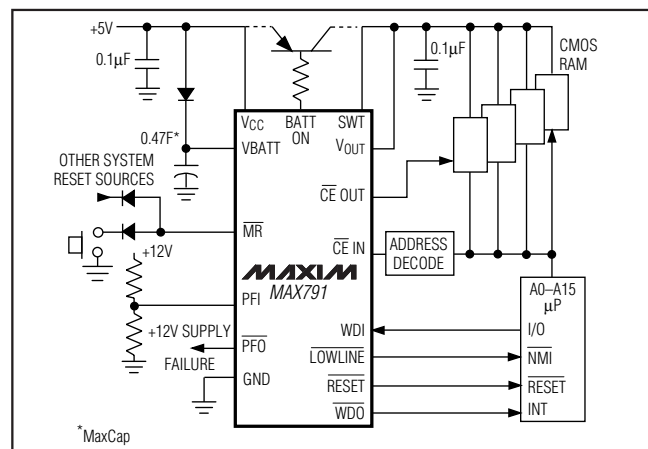 +5V
0.1µF
0.1µF
CMOS
RAM
VCC
BATT
ON
SWT
VBATT
VOUT
0.47F*
OTHER SYSTEM
RESET SOURCES
CE OUT
MR
CE IN
ADDRESS
DECODE
+12V
MAXIM
MAX791
A0–A15
µP
PFI
WDI
I/O
+12V SUPPLY
FAILURE
PFO
LOWLINE
NMI
GND
RESET
RESET
WDO
INT
*MaxCap